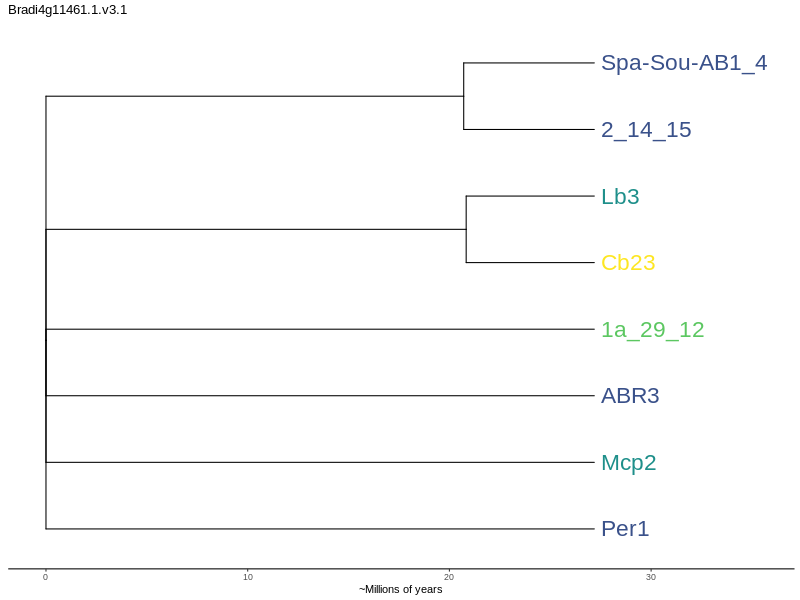 Bradi4g11461.1.v3.1
Spa-Sou-AB1_4
2_14_15
Lb3
Cb23
1a_29_12
ABR3
Mcp2
Per1
0 10 20 30
~Millions of years